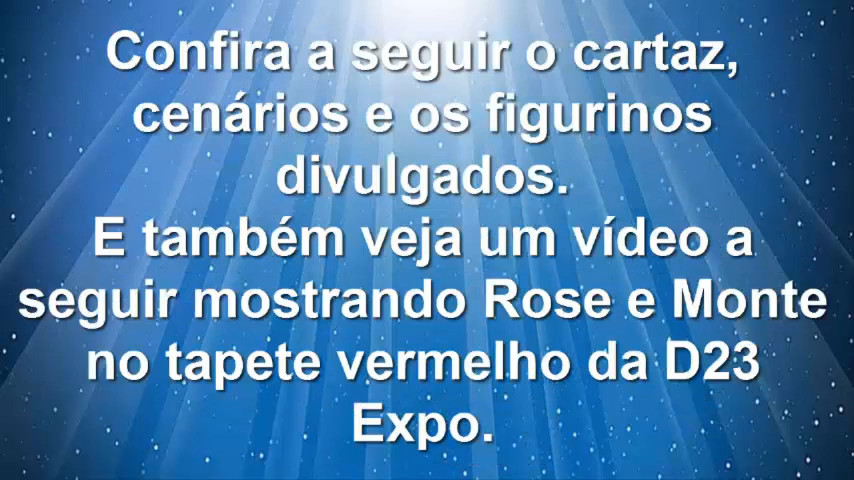 Confira a seguir o cartaz,
cenários e os figurinos
divulgados.
E também veja um vídeo a
seguir mostrando Rose e Monte
no tapete vermelho da D23
Expo.